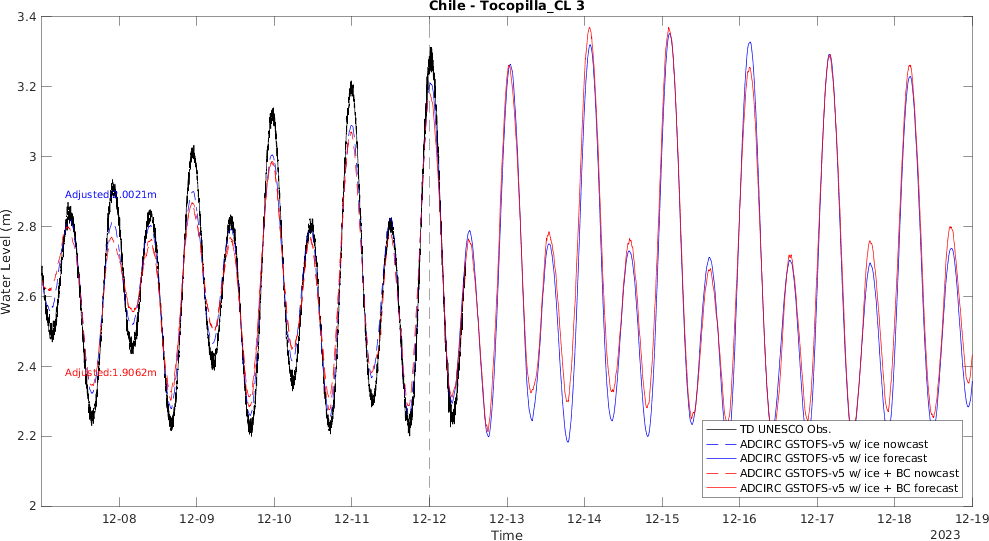 Chile - Tocopilla_CL 3
3.4
3.2
3
2.8
2.6
2.4
2.2
2
Water Level (m)
Adjusted: .0021m
Adjusted:1.9062m
TD UNESCO Obs.
ADCIRC GSTOFS-v5 w/ ice nowcast
ADCIRC GSTOFS-v5 w/ ice forecast
ADCIRC GSTOFS-v5 w/ ice + BC nowcast
ADCIRC GSTOFS-v5 w/ ice + BC forecast
12-08 12-09 12-10 12-11 12-12 12-13 12-14 12-15 12-16 12-17 12-18 12-19
Time
2023